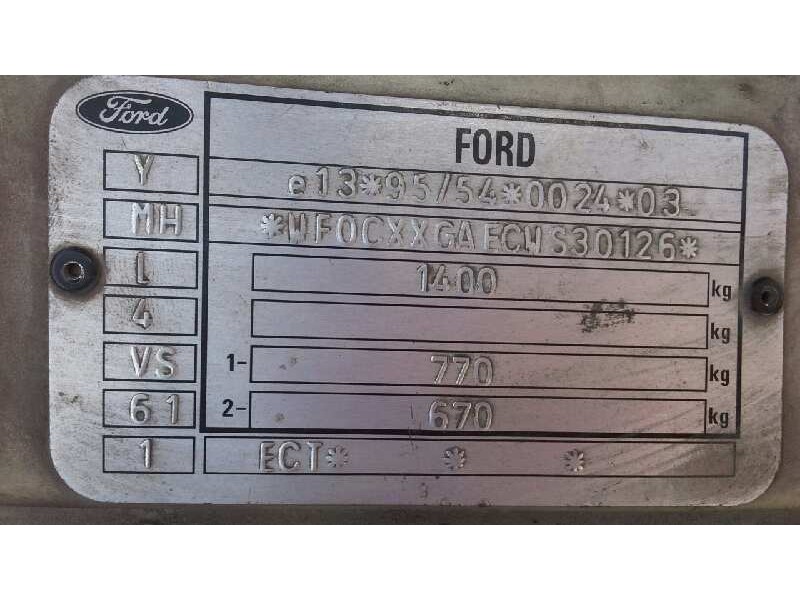 Ford
FORD
Y e13*95/54*0024*03
MH *WF0CXXGAECWS30126*
L 1400 kg
4 kg
VS 1- 770 kg
61 2- 670 kg
1 ECT* * *